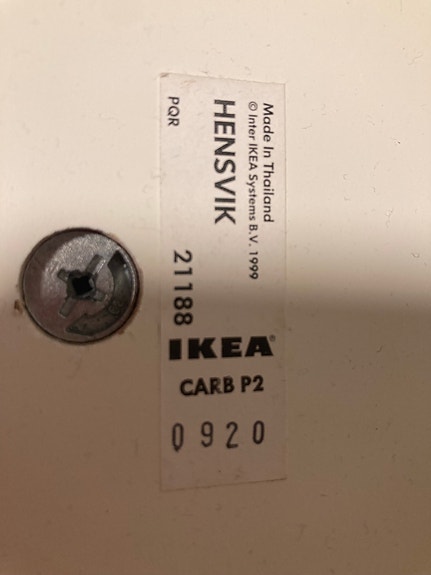 Made In Thailand
© Inter IKEA Systems B.V. 1999
HENSVIK
PQR
21188
IKEA®
CARB P2
0920